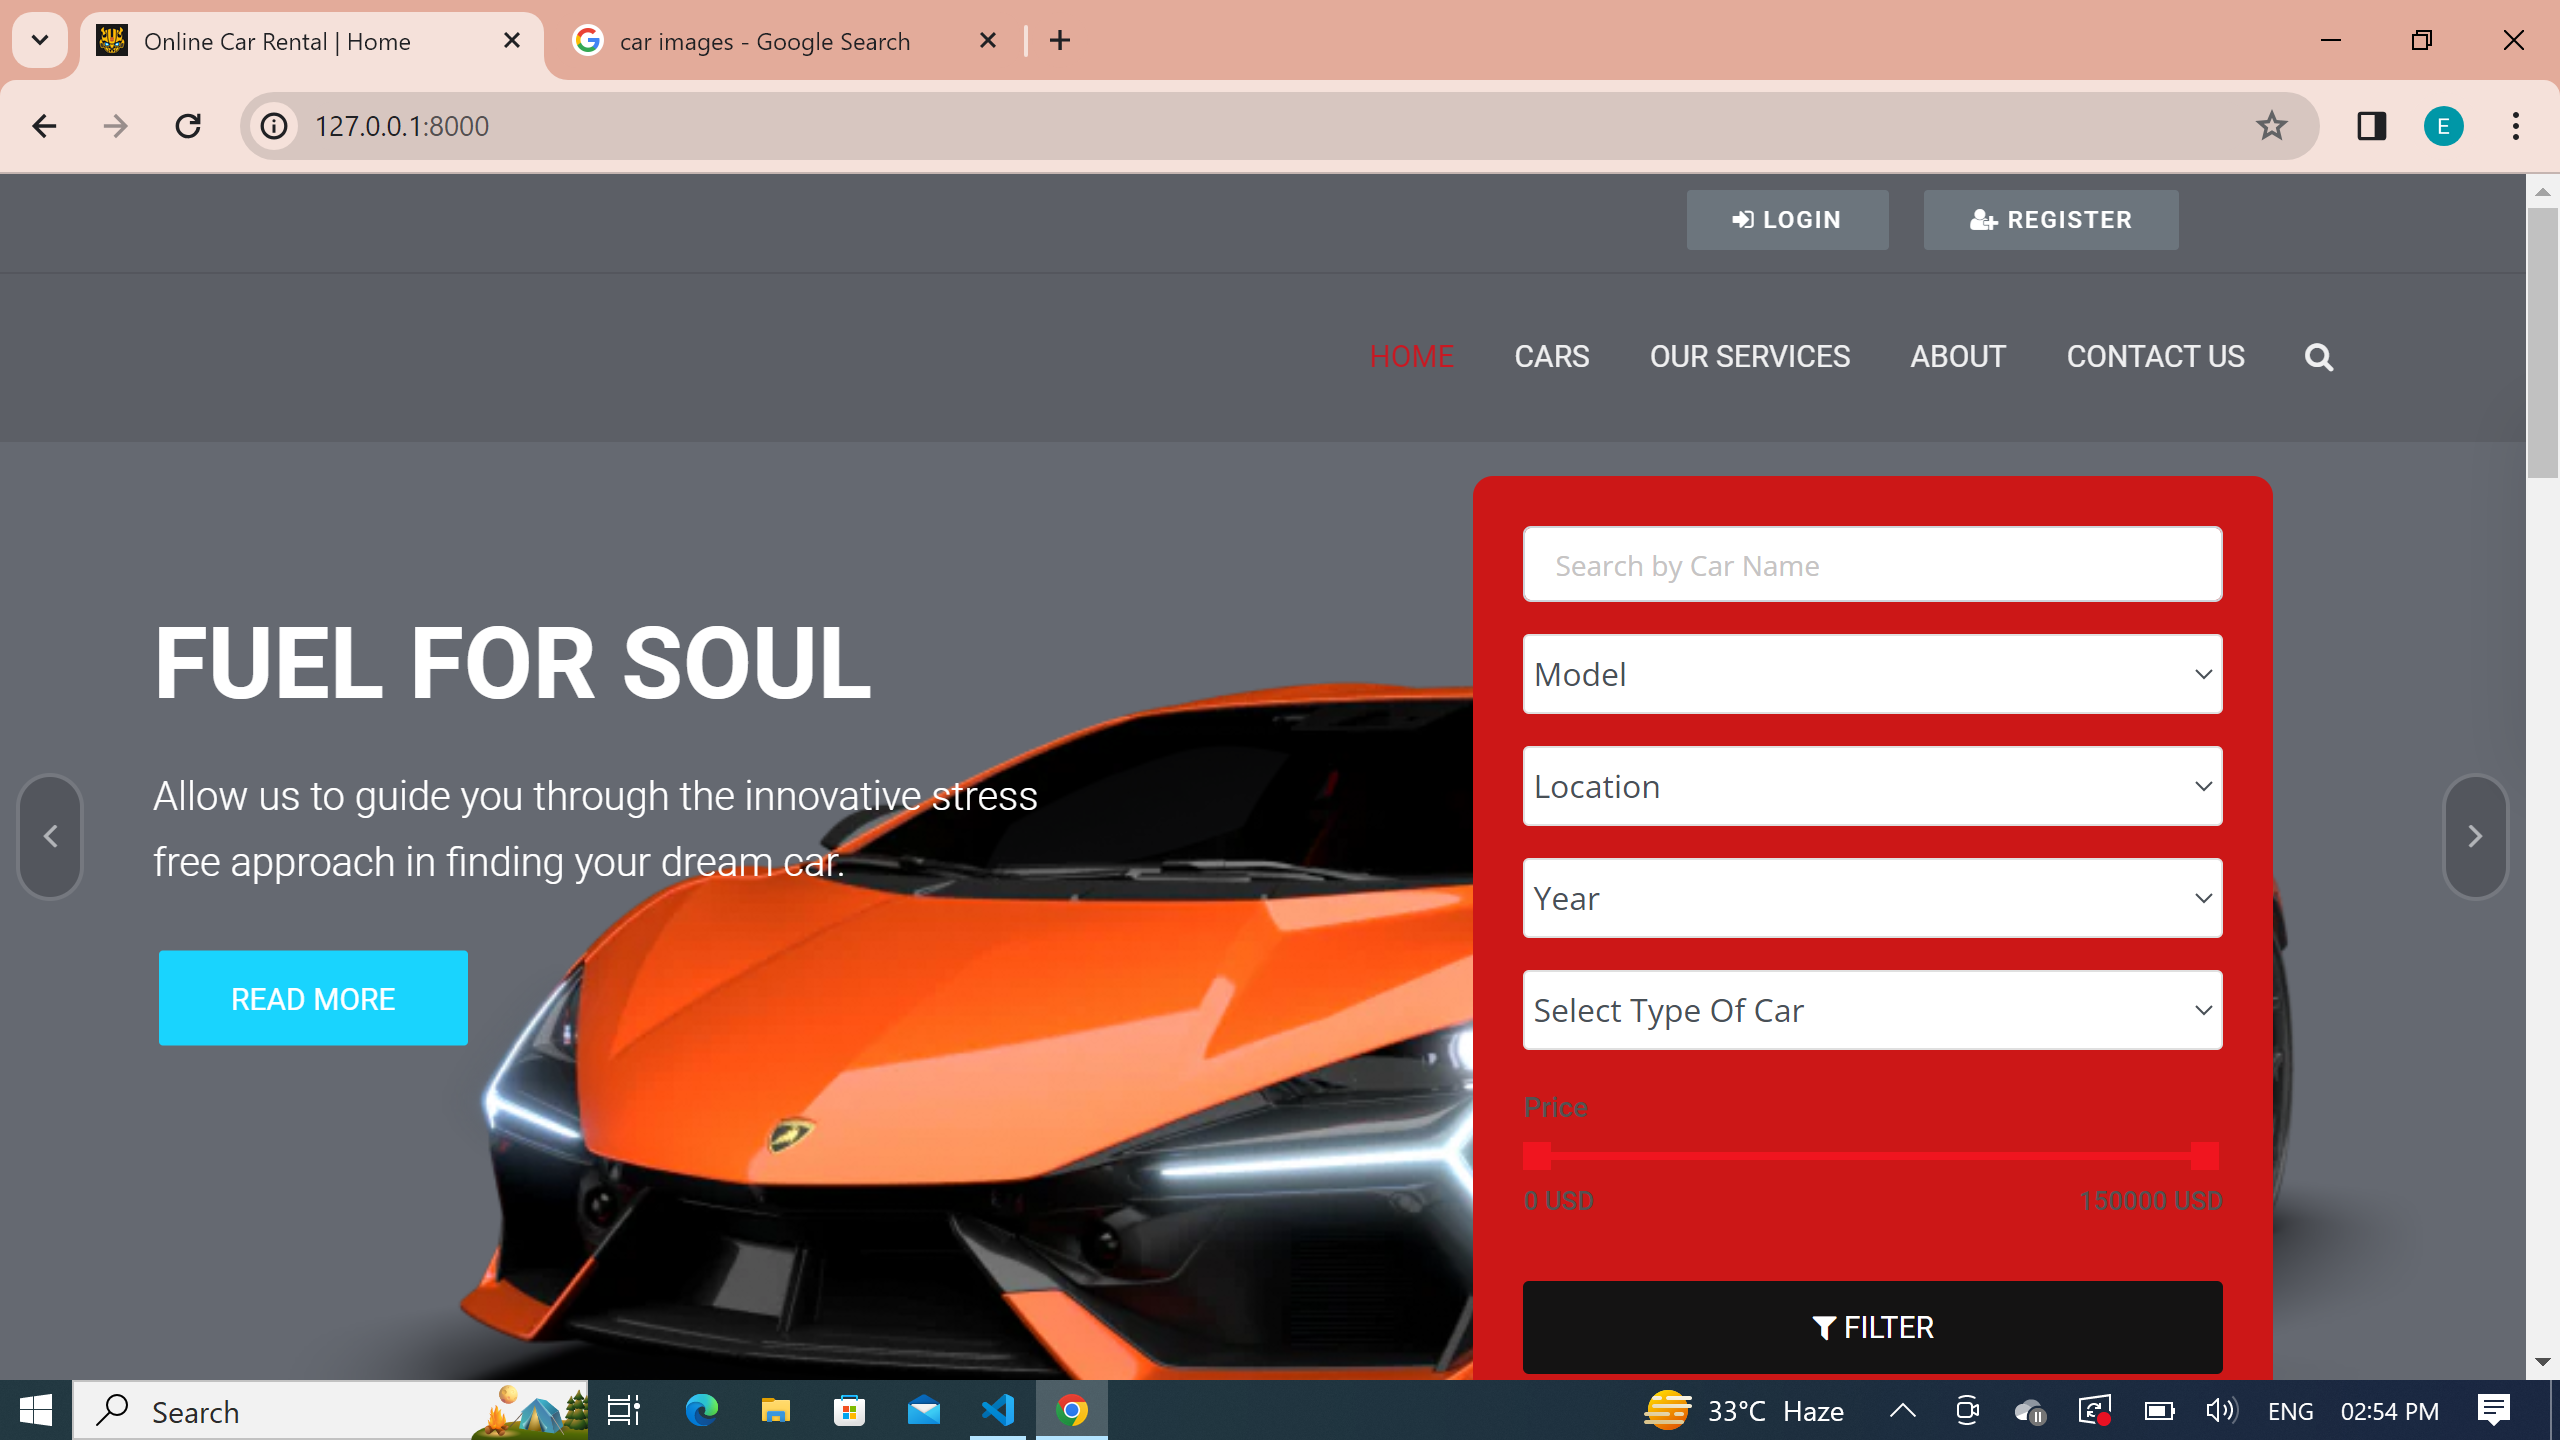 Online Car Rental | Home
car images - Google Search
127.0.0.1:8000
E
LOGIN
REGISTER
HOME
CARS
OUR SERVICES
ABOUT
CONTACT US
Search by Car Name
Model
FUEL FOR SOUL
Location
Allow us to guide you through the innovative stress
free approach in finding your dream car.
Year
READ MORE
Select Type Of Car
Price
0 USD
150000 USD
FILTER
Search
33°C Haze
ENG
02:54 PM